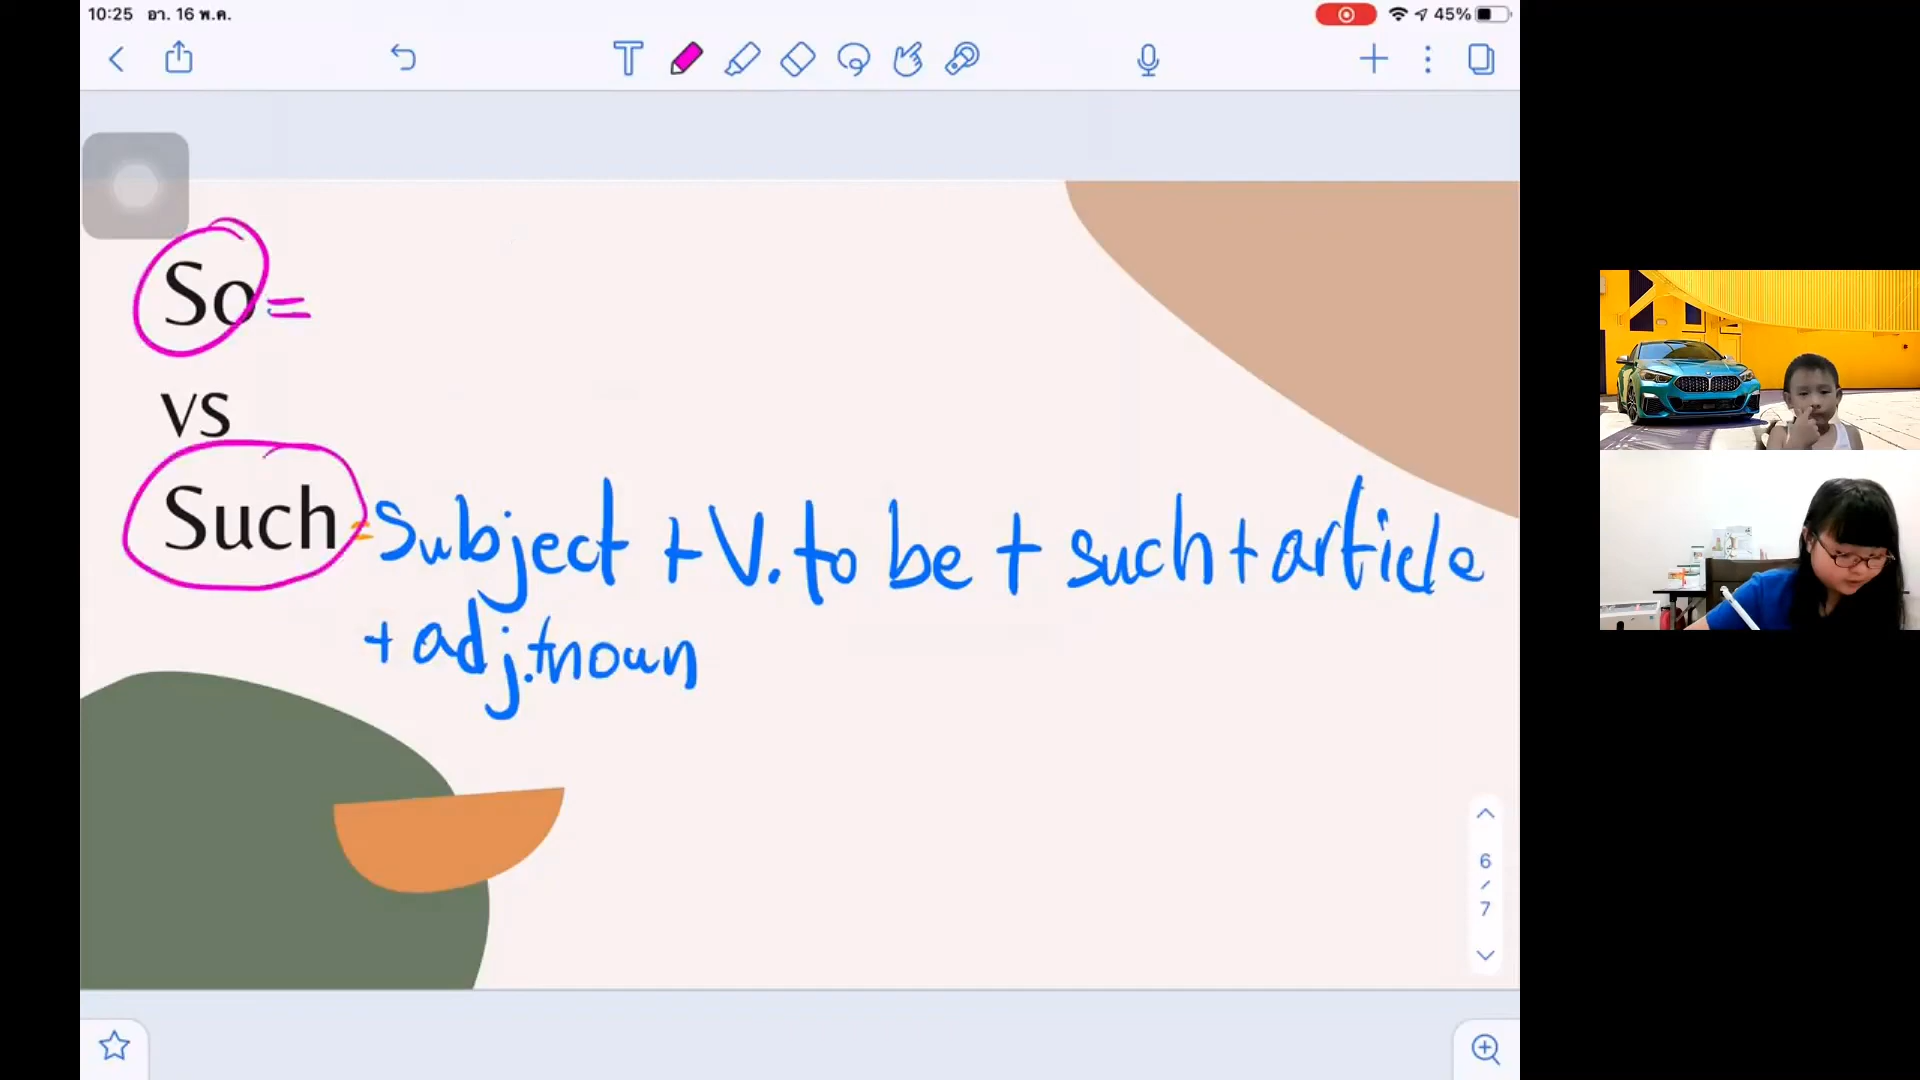 10:25 อา. 16 พ.ค.
45%
T
So=
vs
Such=Subject + V. to be + such + article
+ adj.+noun
6
/
7